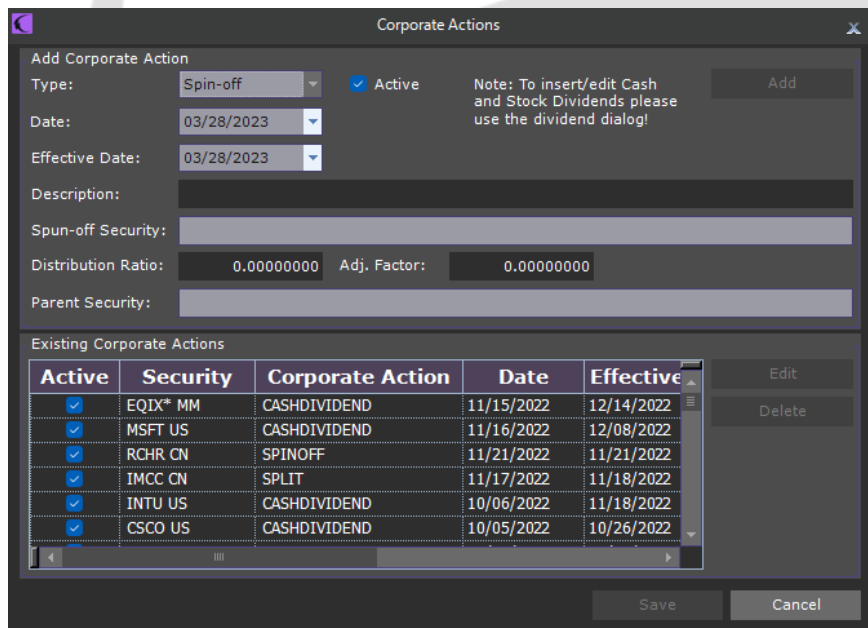 Corporate Actions
x
Add Corporate Action
Type: Spin-off Active Note: To insert/edit Cash Add
and Stock Dividends please
Date: 03/28/2023 use the dividend dialog!
Effective Date: 03/28/2023
Description:
Spun-off Security:
Distribution Ratio: 0.00000000 Adj. Factor: 0.00000000
Parent Security:
Existing Corporate Actions
Active Security Corporate Action Date Effective Edit
EQIX* MM CASHDIVIDEND 11/15/2022 12/14/2022 Delete
MSFT US CASHDIVIDEND 11/16/2022 12/08/2022
RCHR CN SPINOFF 11/21/2022 11/21/2022
IMCC CN SPLIT 11/17/2022 11/18/2022
INTU US CASHDIVIDEND 10/06/2022 11/18/2022
CSCO US CASHDIVIDEND 10/05/2022 10/26/2022
Save Cancel